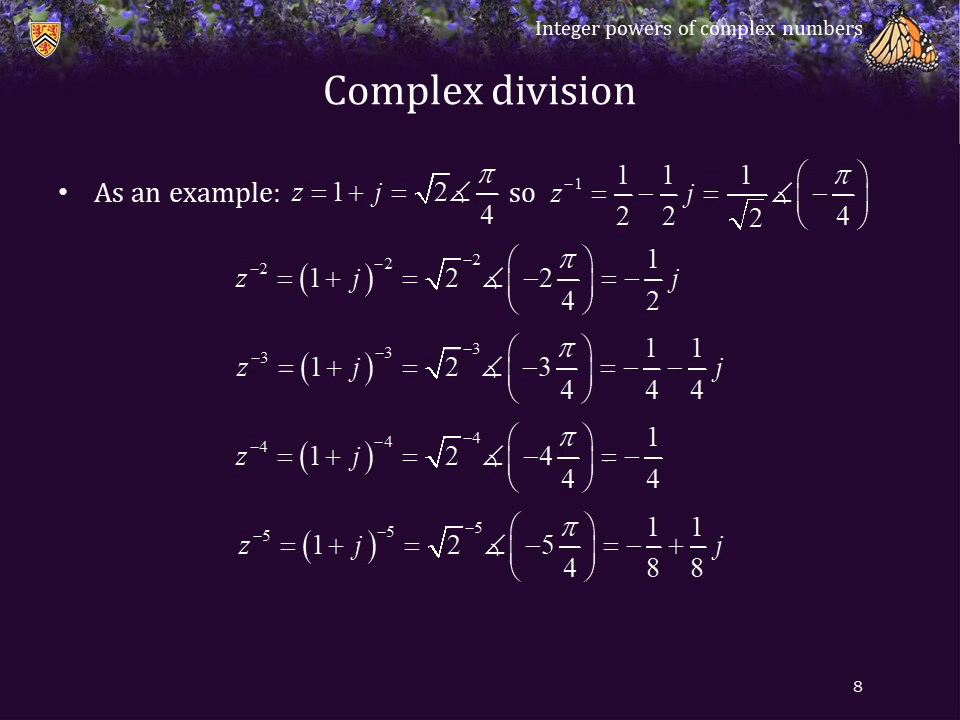 Integer powers of complex numbers
Complex division
• As an example: z = 1 + j = √2∡π/4 so z⁻¹ = 1/2 − 1/2 j = 1/√2 ∡(−π/4)
z⁻² = (1 + j)⁻² = √2⁻² ∡(−2 π/4) = −1/2 j
z⁻³ = (1 + j)⁻³ = √2⁻³ ∡(−3 π/4) = −1/4 − 1/4 j
z⁻⁴ = (1 + j)⁻⁴ = √2⁻⁴ ∡(−4 π/4) = −1/4
z⁻⁵ = (1 + j)⁻⁵ = √2⁻⁵ ∡(−5 π/4) = −1/8 + 1/8 j
8